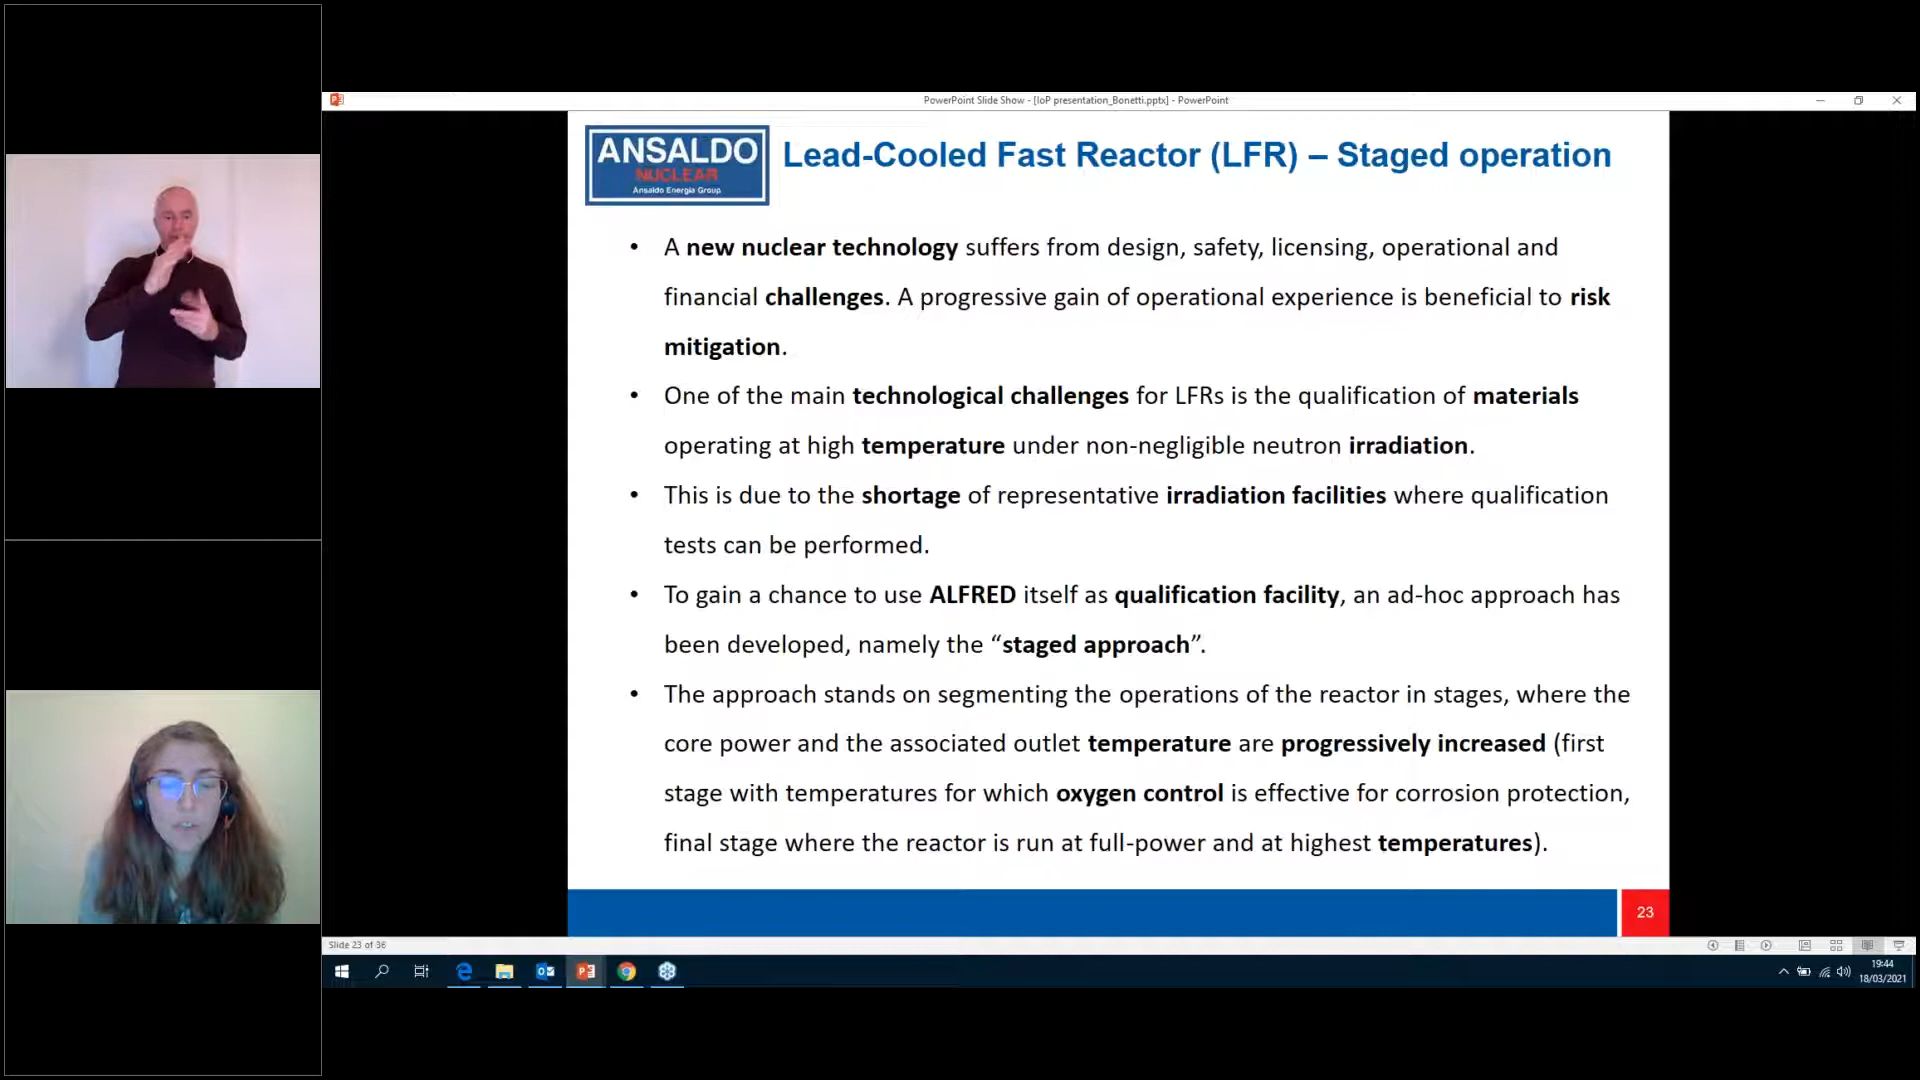 PowerPoint Slide Show - [IoP presentation_Bonetti.pptx] - PowerPoint
ANSALDO
NUCLEAR
Ansaldo Energia Group
Lead-Cooled Fast Reactor (LFR) – Staged operation
• A new nuclear technology suffers from design, safety, licensing, operational and
financial challenges. A progressive gain of operational experience is beneficial to risk
mitigation.
• One of the main technological challenges for LFRs is the qualification of materials
operating at high temperature under non-negligible neutron irradiation.
• This is due to the shortage of representative irradiation facilities where qualification
tests can be performed.
• To gain a chance to use ALFRED itself as qualification facility, an ad-hoc approach has
been developed, namely the “staged approach”.
• The approach stands on segmenting the operations of the reactor in stages, where the
core power and the associated outlet temperature are progressively increased (first
stage with temperatures for which oxygen control is effective for corrosion protection,
final stage where the reactor is run at full-power and at highest temperatures).
23
Slide 23 of 36
19:44
18/03/2021